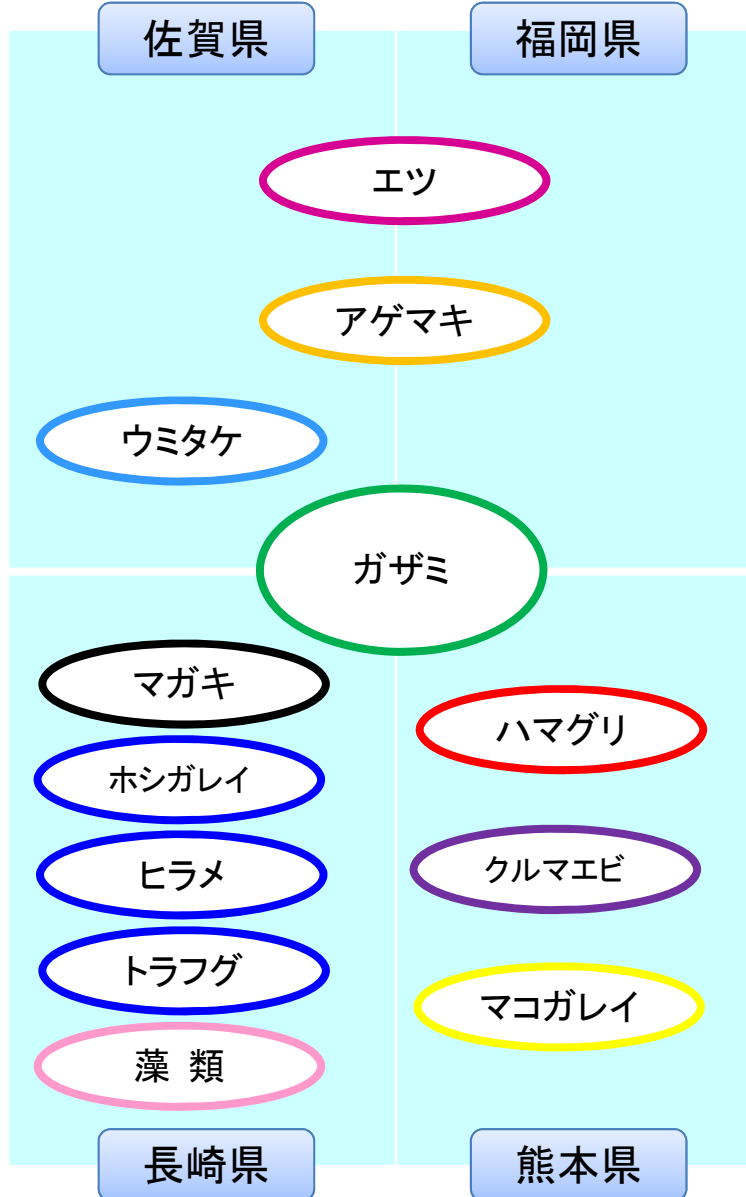 佐賀県
福岡県
エツ
アゲマキ
ウミタケ
ガザミ
マガキ
ハマグリ
ホシガレイ
クルマエビ
ヒラメ
トラフグ
マコガレイ
藻 類
長崎県
熊本県